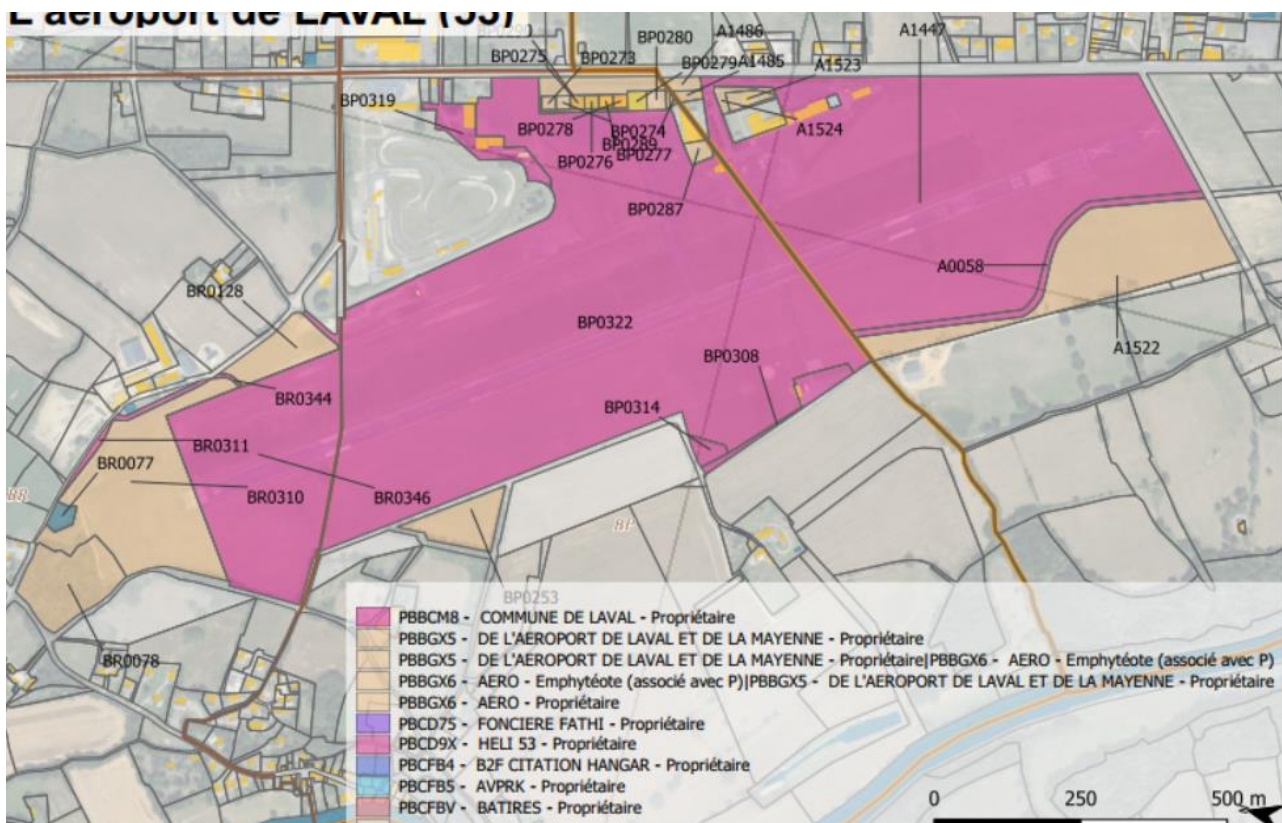 L'aéroport de LAVAL (53)
BP0280
A1486
A1447
BP0275
BP0273
BP0279
A1485
A1523
BP0319
BP0278
BP0274
A1524
BP0289
BP0276
BP0277
BP0287
A0058
BR0128
BP0322
A1522
BP0308
BR0344
BP0314
BR0311
BR0077
BR0310
BR0346
BR
BP
BP0253
BR0078
PBBCM8 - COMMUNE DE LAVAL - Propriétaire
PBBGX5 - DE L'AEROPORT DE LAVAL ET DE LA MAYENNE - Propriétaire
PBBGX5 - DE L'AEROPORT DE LAVAL ET DE LA MAYENNE - Propriétaire|PBBGX6 - AERO - Emphytéote (associé avec P)
PBBGX6 - AERO - Emphytéote (associé avec P)|PBBGX5 - DE L'AEROPORT DE LAVAL ET DE LA MAYENNE - Propriétaire
PBBGX6 - AERO - Propriétaire
PBCD75 - FONCIERE FATHI - Propriétaire
PBCD9X - HELI 53 - Propriétaire
PBCFB4 - B2F CITATION HANGAR - Propriétaire
PBCFB5 - AVPRK - Propriétaire
PBCFBV - BATIRES - Propriétaire
0 250 500 m